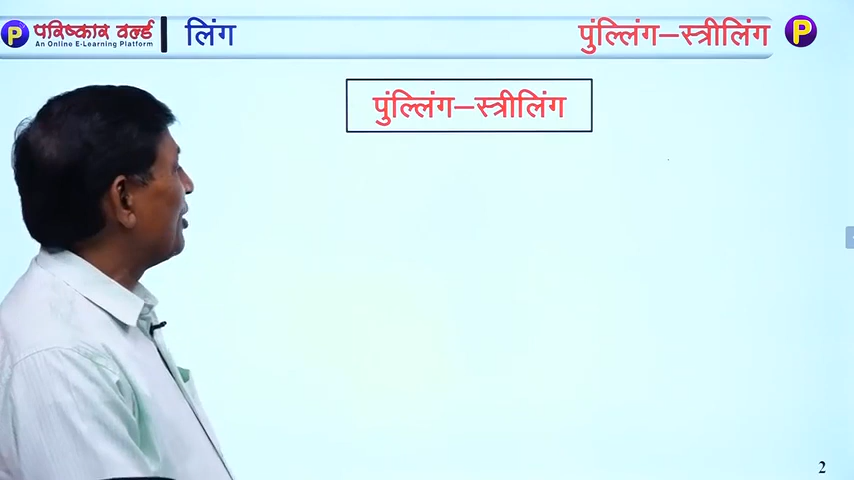 P परिष्कार वर्ल्ड
An Online E-Learning Platform
लिंग
पुंल्लिंग–स्त्रीलिंग
P
पुंल्लिंग–स्त्रीलिंग
2